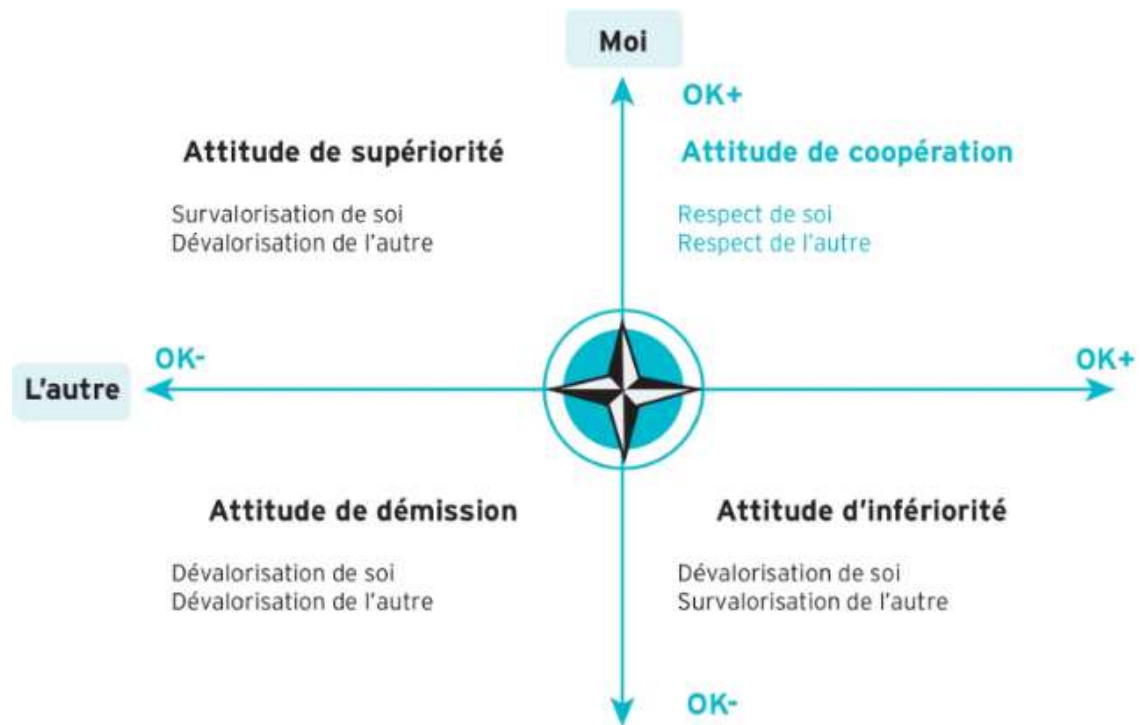 Moi
OK+
Attitude de supériorité
Attitude de coopération
Survalorisation de soi
Dévalorisation de l'autre
Respect de soi
Respect de l'autre
OK-
OK+
L'autre
Attitude de démission
Attitude d'infériorité
Dévalorisation de soi
Dévalorisation de l'autre
Dévalorisation de soi
Survalorisation de l'autre
OK-